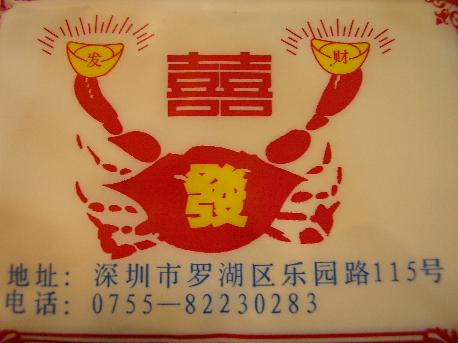 发 囍 财
發
地址：深圳市罗湖区乐园路115号
电话：0755—82230283